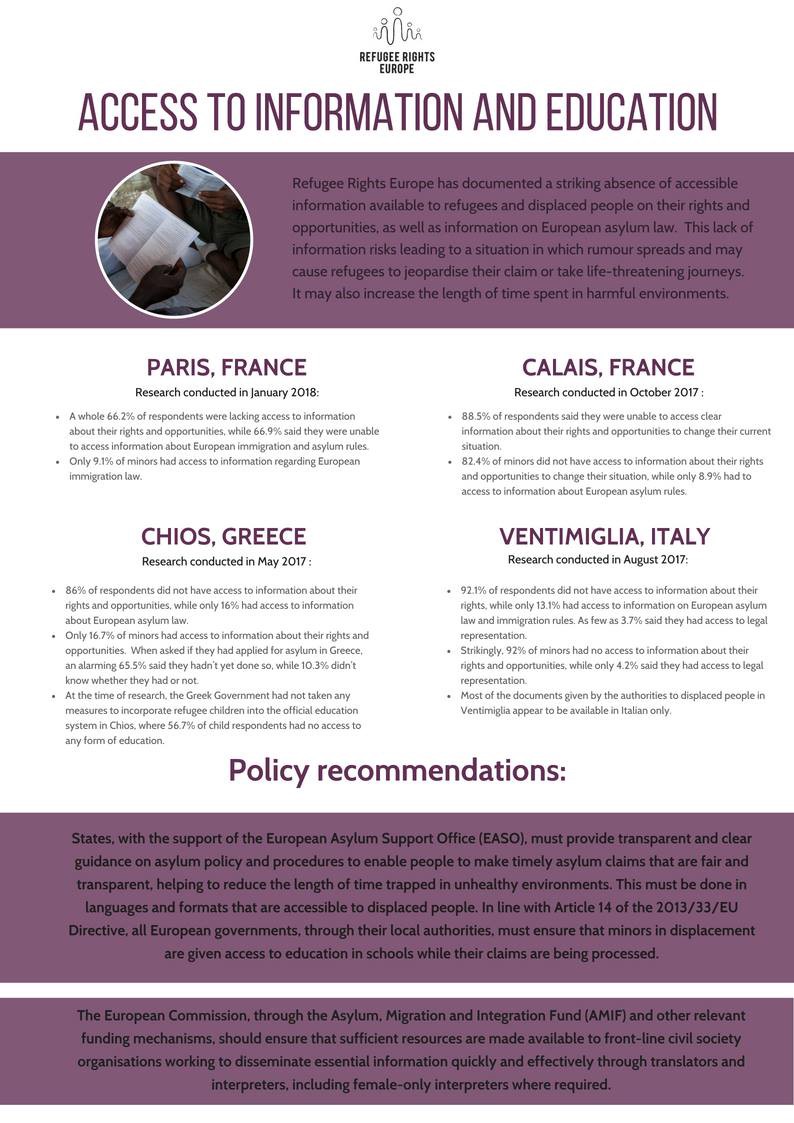 REFUGEE RIGHTS
EUROPE
ACCESS TO INFORMATION AND EDUCATION
Refugee Rights Europe has documented a striking absence of accessible
information available to refugees and displaced people on their rights and
opportunities, as well as information on European asylum law. This lack of
information risks leading to a situation in which rumour spreads and may
cause refugees to jeopardise their claim or take life-threatening journeys.
It may also increase the length of time spent in harmful environments.
PARIS, FRANCE
Research conducted in January 2018:
• A whole 66.2% of respondents were lacking access to information
about their rights and opportunities, while 66.9% said they were unable
to access information about European immigration and asylum rules.
• Only 9.1% of minors had access to information regarding European
immigration law.
CALAIS, FRANCE
Research conducted in October 2017 :
• 88.5% of respondents said they were unable to access clear
information about their rights and opportunities to change their current
situation.
• 82.4% of minors did not have access to information about their rights
and opportunities to change their situation, while only 8.9% had to
access to information about European asylum rules.
CHIOS, GREECE
Research conducted in May 2017 :
• 86% of respondents did not have access to information about their
rights and opportunities, while only 16% had access to information
about European asylum law.
• Only 16.7% of minors had access to information about their rights and
opportunities. When asked if they had applied for asylum in Greece,
an alarming 65.5% said they hadn't yet done so, while 10.3% didn't
know whether they had or not.
• At the time of research, the Greek Government had not taken any
measures to incorporate refugee children into the official education
system in Chios, where 56.7% of child respondents had no access to
any form of education.
VENTIMIGLIA, ITALY
Research conducted in August 2017:
• 92.1% of respondents did not have access to information about their
rights, while only 13.1% had access to information on European asylum
law and immigration rules. As few as 3.7% said they had access to legal
representation.
• Strikingly, 92% of minors had no access to information about their
rights and opportunities, while only 4.2% said they had access to legal
representation.
• Most of the documents given by the authorities to displaced people in
Ventimiglia appear to be available in Italian only.
Policy recommendations:
States, with the support of the European Asylum Support Office (EASO), must provide transparent and clear
guidance on asylum policy and procedures to enable people to make timely asylum claims that are fair and
transparent, helping to reduce the length of time trapped in unhealthy environments. This must be done in
languages and formats that are accessible to displaced people. In line with Article 14 of the 2013/33/EU
Directive, all European governments, through their local authorities, must ensure that minors in displacement
are given access to education in schools while their claims are being processed.
The European Commission, through the Asylum, Migration and Integration Fund (AMIF) and other relevant
funding mechanisms, should ensure that sufficient resources are made available to front-line civil society
organisations working to disseminate essential information quickly and effectively through translators and
interpreters, including female-only interpreters where required.